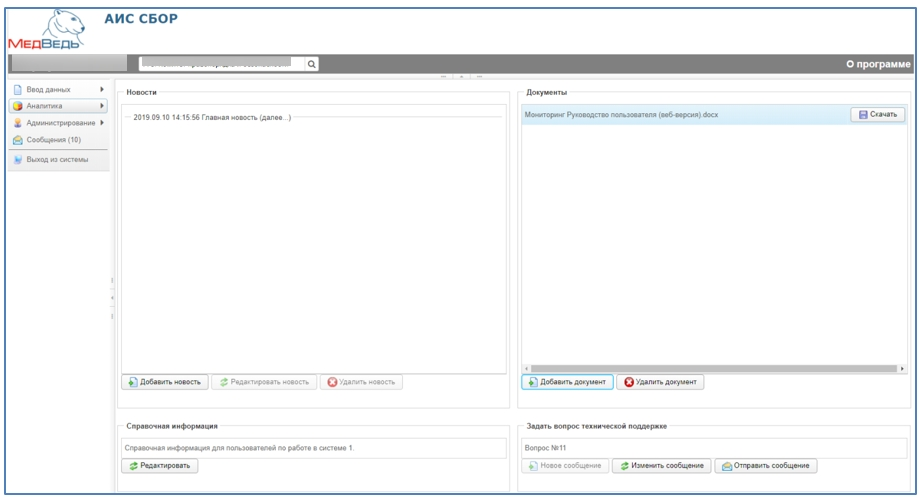 АИС СБОР
МедВедь
О программе
Ввод данных
Аналитика
Администрирование
Сообщения (10)
Выход из системы
Новости
2019.09.10 14:15:56 Главная новость (далее...)
Добавить новость
Редактировать новость
Удалить новость
Документы
Мониторинг Руководство пользователя (веб-версия).docx
Скачать
Добавить документ
Удалить документ
Справочная информация
Справочная информация для пользователей по работе в системе 1.
Редактировать
Задать вопрос технической поддержке
Вопрос №11
Новое сообщение
Изменить сообщение
Отправить сообщение